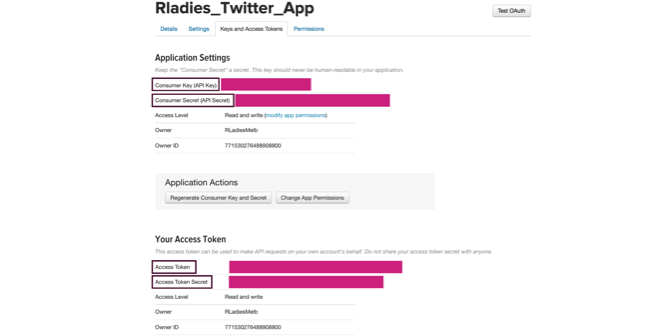 Rladies_Twitter_App
Test OAuth
Details Settings Keys and Access Tokens Permissions
Application Settings
Keep the "Consumer Secret" a secret. This key should never be human-readable in your application.
Consumer Key (API Key)
Consumer Secret (API Secret)
Access Level Read and write (modify app permissions)
Owner RLadiesMelb
Owner ID 771530276488908800
Application Actions
Regenerate Consumer Key and Secret Change App Permissions
Your Access Token
This access token can be used to make API requests on your own account's behalf. Do not share your access token secret with anyone.
Access Token
Access Token Secret
Access Level Read and write
Owner RLadiesMelb
Owner ID 771530276488908800